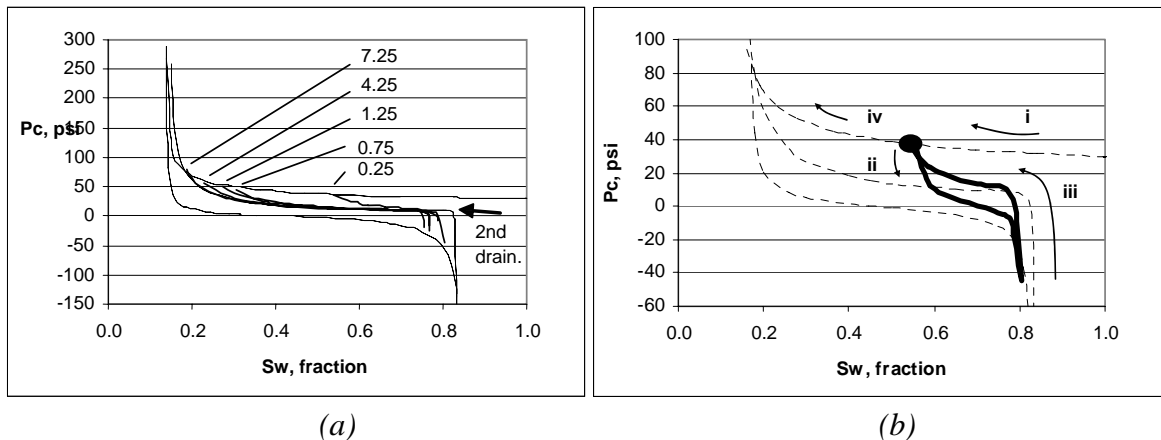 300
250
200
150
100
50
0
-50
-100
-150
Pc, psi
7.25
4.25
1.25
0.75
0.25
2nd
drain.
0.0 0.2 0.4 0.6 0.8 1.0
Sw, fraction
(a)
100
80
60
40
20
0
-20
-40
-60
Pc, psi
iv
i
ii
iii
0.0 0.2 0.4 0.6 0.8 1.0
Sw, fraction
(b)